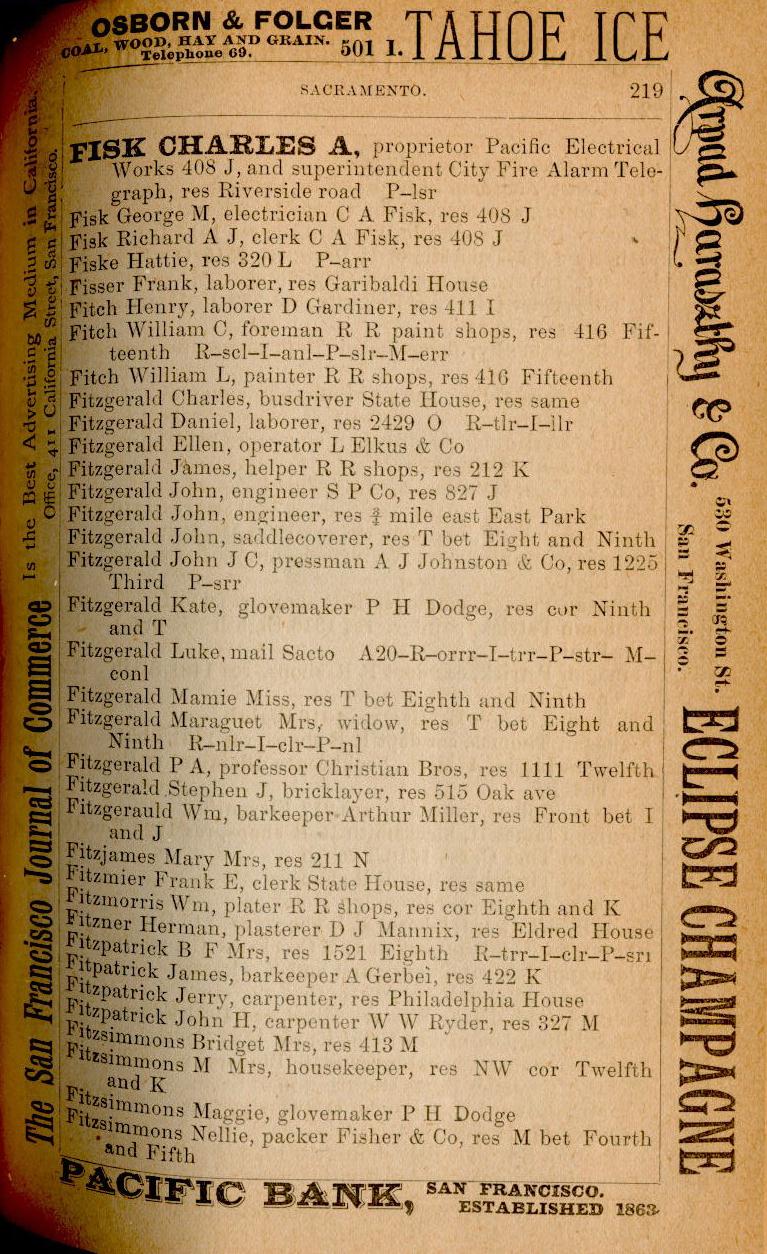 OSBORN & FOLGER
COAL, WOOD, HAY AND GRAIN.
Telephone 69.
501 I.
TAHOE ICE
SACRAMENTO.
219
FISK CHARLES A, proprietor Pacific Electrical
Works 408 J, and superintendent City Fire Alarm Tele-
graph, res Riverside road P-lsr
Fisk George M, electrician C A Fisk, res 408 J
Fisk Richard A J, clerk C A Fisk, res 408 J
Fiske Hattie, res 320 L P-arr
Fisser Frank, laborer, res Garibaldi House
Fitch Henry, laborer D Gardiner, res 411 I
Fitch William C, foreman R R paint shops, res 416 Fif-
teenth R-scl-I-anl-P-slr-M-err
Fitch William L, painter R R shops, res 416 Fifteenth
Fitzgerald Charles, busdriver State House, res same
Fitzgerald Daniel, laborer, res 2429 O R-tlr-I-ilr
Fitzgerald Ellen, operator L Elkus & Co
Fitzgerald James, helper R R shops, res 212 K
Fitzgerald John, engineer S P Co, res 827 J
Fitzgerald John, engineer, res ¾ mile east East Park
Fitzgerald John, saddlecoverer, res T bet Eight and Ninth
Fitzgerald John J C, pressman A J Johnston & Co, res 1225
Third P-srr
Fitzgerald Kate, glovemaker P H Dodge, res cor Ninth
and T
Fitzgerald Luke, mail Sacto A20-R-orrr-I-trr-P-str- M-
conl
Fitzgerald Mamie Miss, res T bet Eighth and Ninth
Fitzgerald Maraguet Mrs, widow, res T bet Eight and
Ninth R-nlr-I-clr-P-nl
Fitzgerald P A, professor Christian Bros, res 1111 Twelfth
Fitzgerald Stephen J, bricklayer, res 515 Oak ave
Fitzgerauld Wm, barkeeper Arthur Miller, res Front bet I
and J
Fitzjames Mary Mrs, res 211 N
Fitzmier Frank E, clerk State House, res same
Fitzmorris Wm, plater R R shops, res cor Eighth and K
Fitzner Herman, plasterer D J Mannix, res Eldred House
Fitzpatrick B F Mrs, res 1521 Eighth R-trr-I-clr-P-srl
Fitpatrick James, barkeeper A Gerbei, res 422 K
Fitzpatrick Jerry, carpenter, res Philadelphia House
Fitzpatrick John H, carpenter W W Ryder, res 327 M
Fitzsimmons Bridget Mrs, res 413 M
Fitzsimmons M Mrs, housekeeper, res NW cor Twelfth
and K
Fitzsimmons Maggie, glovemaker P H Dodge
Fitzsimmons Nellie, packer Fisher & Co, res M bet Fourth
and Fifth
PACIFIC BANK,
SAN FRANCISCO.
ESTABLISHED 1863.
The San Francisco Journal of Commerce Is the Best Advertising Medium in California.
Office, 411 California Street, San Francisco.
Arpad Haraszthy & Co.
530 Washington St.
San Francisco.
ECLIPSE CHAMPAGNE